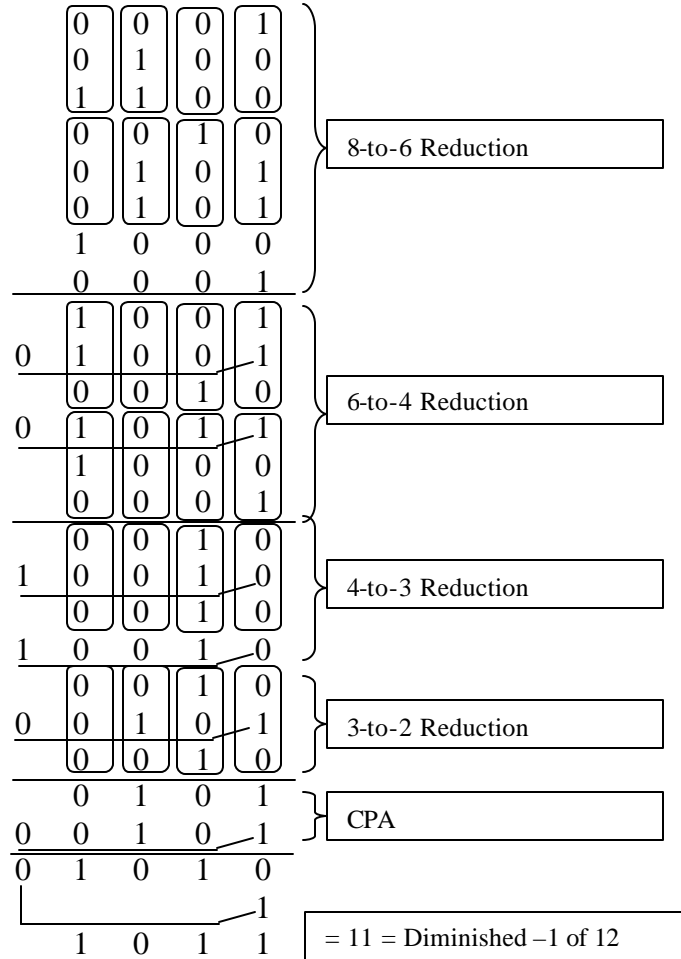 0 0 0 1
0 1 0 0
1 1 0 0
0 0 1 0
8-to-6 Reduction
0 1 0 1
0 1 0 1
1 0 0 0
0 0 0 1
1 0 0 1
0 1 0 0 1
0 0 1 0
6-to-4 Reduction
0 1 0 1 1
1 0 0 0
0 0 0 1
0 0 1 0
1 0 0 1 0
4-to-3 Reduction
0 0 1 0
1 0 0 1 0
0 0 1 0
0 0 1 0 1
3-to-2 Reduction
0 0 1 0
0 1 0 1
CPA
0 0 1 0 1
0 1 0 1 0
1
1 0 1 1 = 11 = Diminished –1 of 12